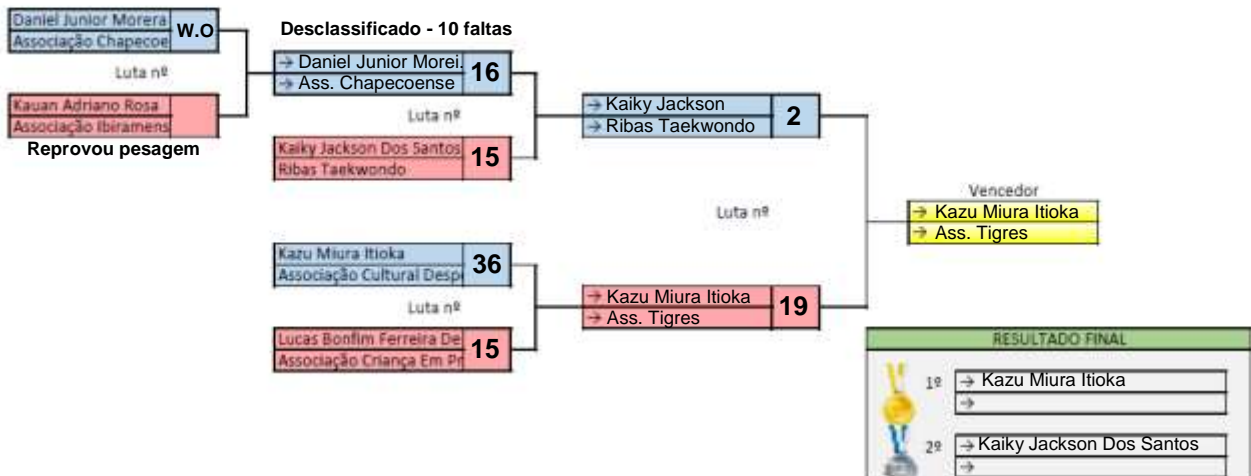 Daniel Junior Morera
Associação Chapecoe
W.O
Luta nº
Kauan Adriano Rosa
Associação Ibiramens
Reprovou pesagem
Desclassificado - 10 faltas
→ Daniel Junior Morei.
→ Ass. Chapecoense
16
Luta nº
Kaiky Jackson Dos Santos
Ribas Taekwondo
15
Kazu Miura Itioka
Associação Cultural Despo
36
Luta nº
Lucas Bonfim Ferreira De
Associação Criança Em Pr
15
→ Kaiky Jackson
→ Ribas Taekwondo
2
Luta nº
→ Kazu Miura Itioka
→ Ass. Tigres
19
Vencedor
→ Kazu Miura Itioka
→ Ass. Tigres
RESULTADO FINAL
1º → Kazu Miura Itioka
→
2º → Kaiky Jackson Dos Santos
→